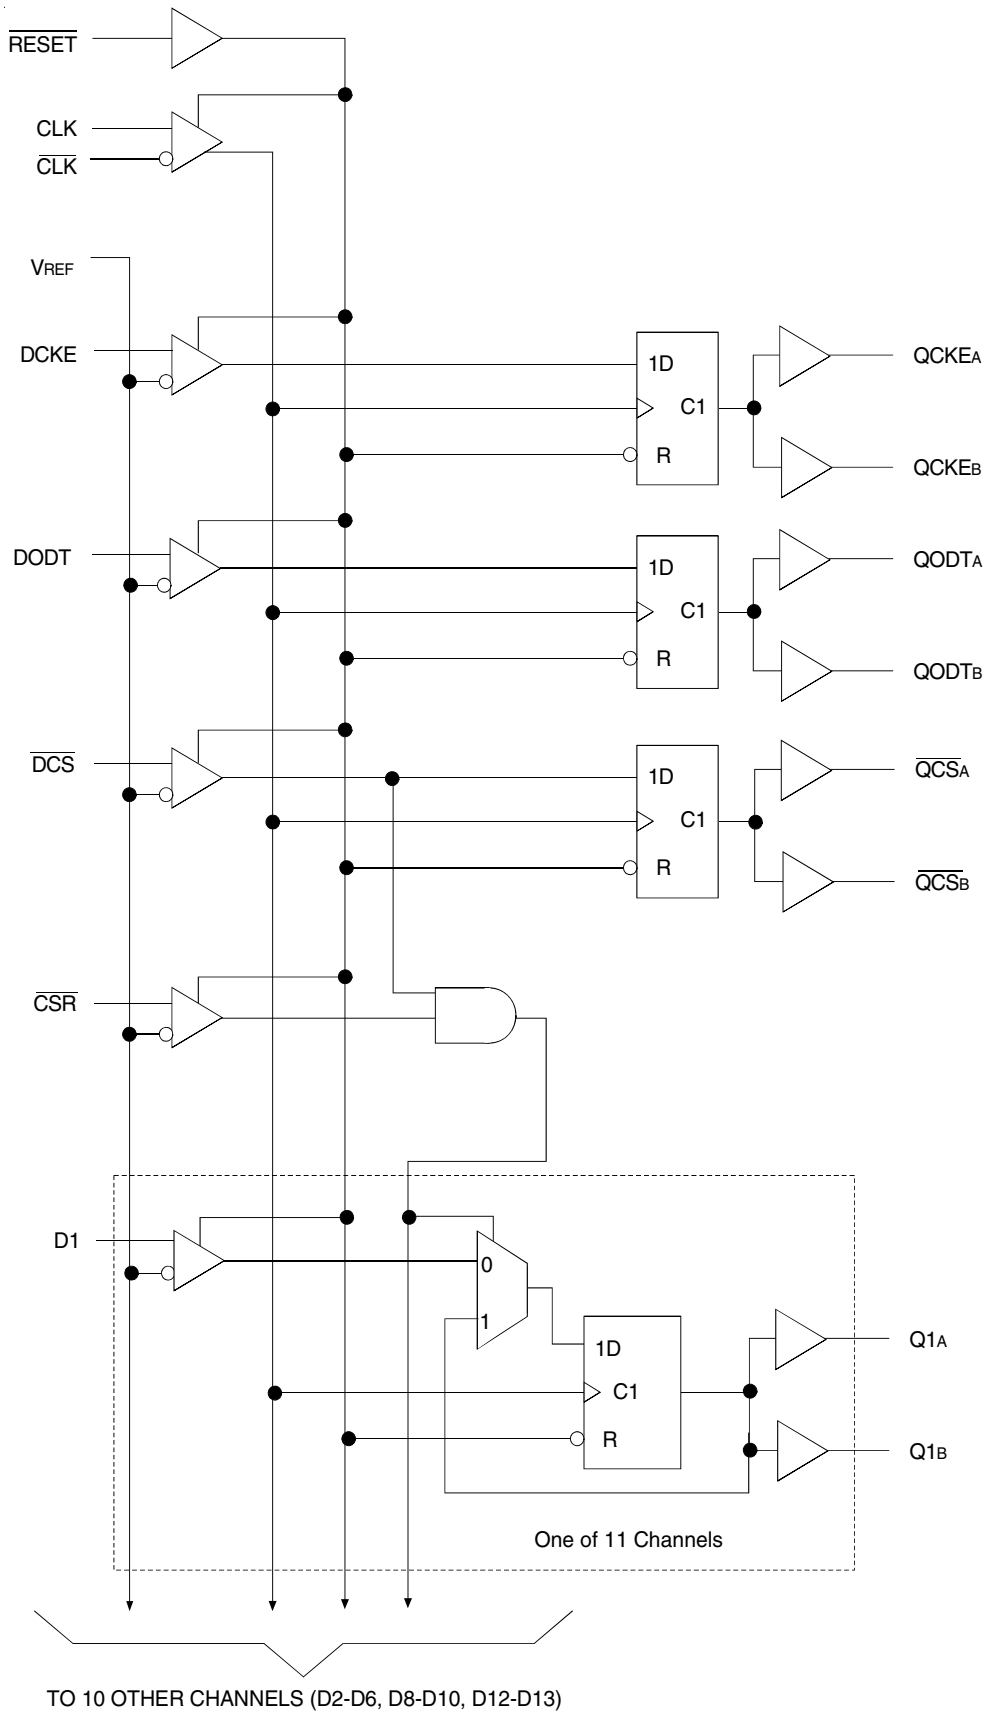 RESET
CLK
CLK
VREF
DCKE
1D
C1
R
QCKEA
QCKEB
DODT
1D
C1
R
QODTA
QODTB
DCS
1D
C1
R
QCSA
QCSB
CSR
D1
0
1
1D
C1
R
Q1A
Q1B
One of 11 Channels
TO 10 OTHER CHANNELS (D2-D6, D8-D10, D12-D13)